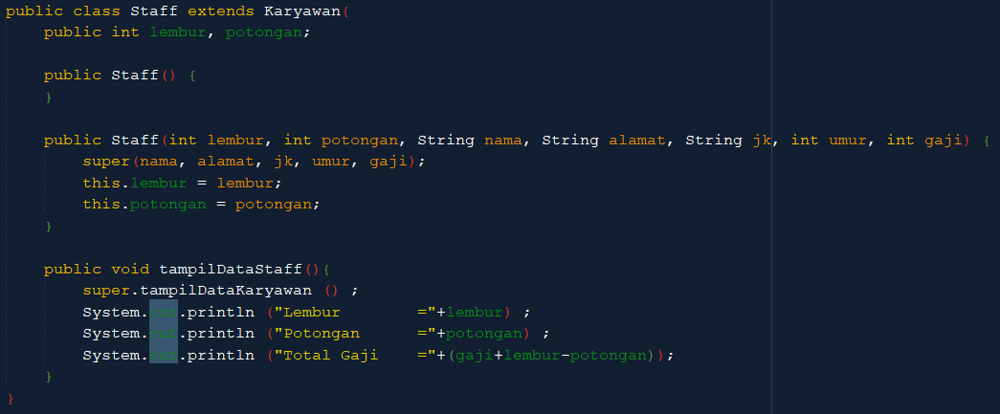 public class Staff extends Karyawan{
public int lembur, potongan;
public Staff() {
}
public Staff(int lembur, int potongan, String nama, String alamat, String jk, int umur, int gaji) {
super(nama, alamat, jk, umur, gaji);
this.lembur = lembur;
this.potongan = potongan;
}
public void tampilDataStaff(){
super.tampilDataKaryawan () ;
System.out.println ("Lembur        ="+lembur) ;
System.out.println ("Potongan      ="+potongan) ;
System.out.println ("Total Gaji    ="+(gaji+lembur-potongan));
}
}